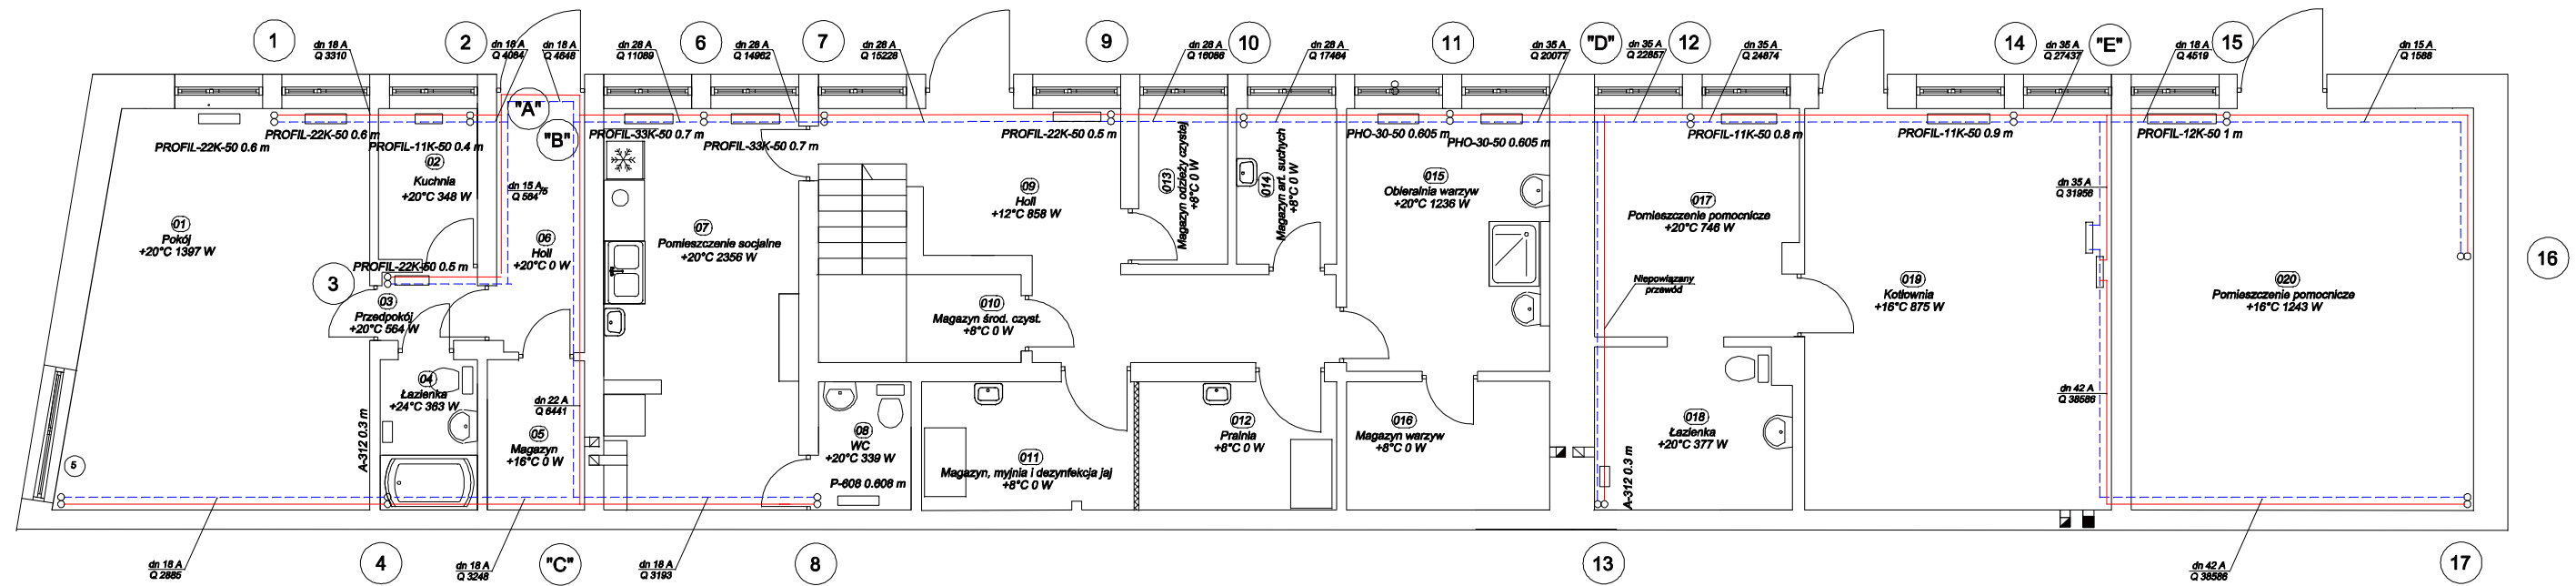 1
2
6
7
9
10
11
"D"
12
14
"E"
15
dn 18 A
Q 3310
dn 18 A
Q 4084
dn 18 A
Q 4648
dn 28 A
Q 11089
dn 28 A
Q 14962
dn 28 A
Q 15228
dn 28 A
Q 16086
dn 28 A
Q 17464
dn 35 A
Q 20077
dn 35 A
Q 22857
dn 35 A
Q 24874
dn 35 A
Q 27437
dn 18 A
Q 4519
dn 15 A
Q 1586
"A"
"B"
PROFIL-22K-50 0.6 m
PROFIL-22K-50 0.6 m
PROFIL-11K-50 0.4 m
PROFIL-33K-50 0.7 m
PROFIL-33K-50 0.7 m
PROFIL-22K-50 0.5 m
PHO-30-50 0.605 m
PHO-30-50 0.605 m
PROFIL-11K-50 0.8 m
PROFIL-11K-50 0.9 m
PROFIL-12K-50 1 m
02
Kuchnia
+20°C 348 W
dn 15 A
Q 564
01
Pokój
+20°C 1397 W
06
Holl
+20°C 0 W
07
Pomieszczenie socjalne
+20°C 2356 W
09
Holl
+12°C 858 W
013
Magazyn odzieży czystej
+8°C 0 W
014
Magazyn art. suchych
+8°C 0 W
015
Obieralnia warzyw
+20°C 1236 W
017
Pomieszczenie pomocnicze
+20°C 746 W
dn 35 A
Q 31956
PROFIL-22K-50 0.5 m
3
03
Przedpokój
+20°C 564 W
010
Magazyn środ. czyst.
+8°C 0 W
Niepowiązany
przewód
019
Kotłownia
+16°C 875 W
020
Pomieszczenie pomocnicze
+16°C 1243 W
16
04
Łazienka
+24°C 363 W
A-312 0.3 m
dn 22 A
Q 6441
05
Magazyn
+16°C 0 W
08
WC
+20°C 339 W
P-608 0.608 m
011
Magazyn, myjnia i dezynfekcja jaj
+8°C 0 W
012
Pralnia
+8°C 0 W
016
Magazyn warzyw
+8°C 0 W
018
Łazienka
+20°C 377 W
A-312 0.3 m
dn 42 A
Q 38586
5
dn 18 A
Q 2885
4
dn 18 A
Q 3248
"C"
dn 18 A
Q 3193
8
13
dn 42 A
Q 38586
17